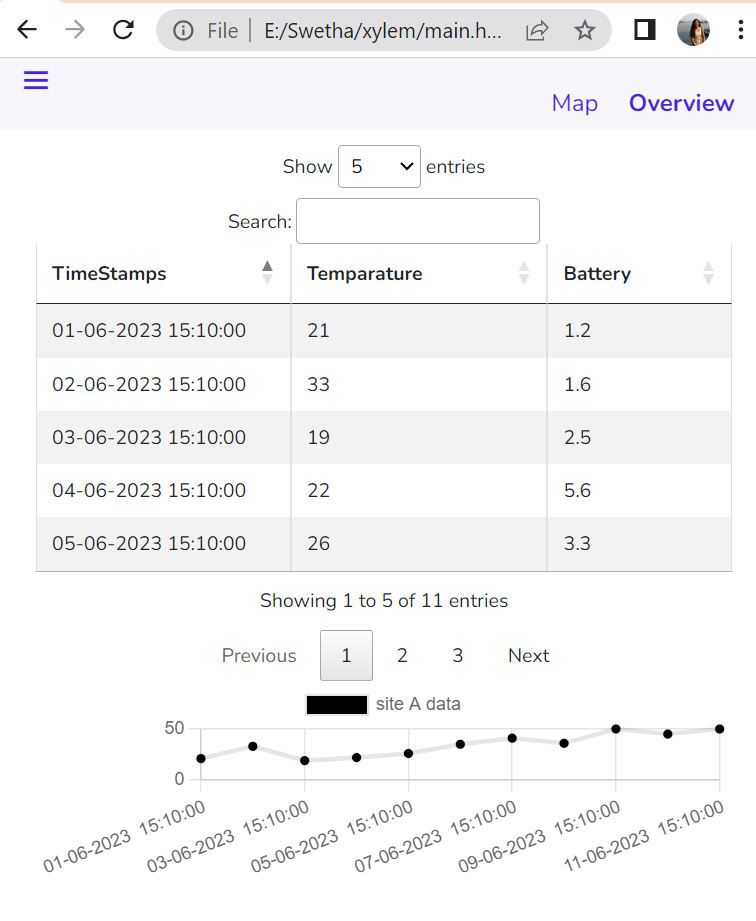 File | E:/Swetha/xylem/main.h...
Map Overview
Show 5 entries
Search:
TimeStamps Temparature Battery
01-06-2023 15:10:00 21 1.2
02-06-2023 15:10:00 33 1.6
03-06-2023 15:10:00 19 2.5
04-06-2023 15:10:00 22 5.6
05-06-2023 15:10:00 26 3.3
Showing 1 to 5 of 11 entries
Previous 1 2 3 Next
site A data
50
0
01-06-2023 15:10:00
03-06-2023 15:10:00
05-06-2023 15:10:00
07-06-2023 15:10:00
09-06-2023 15:10:00
11-06-2023 15:10:00